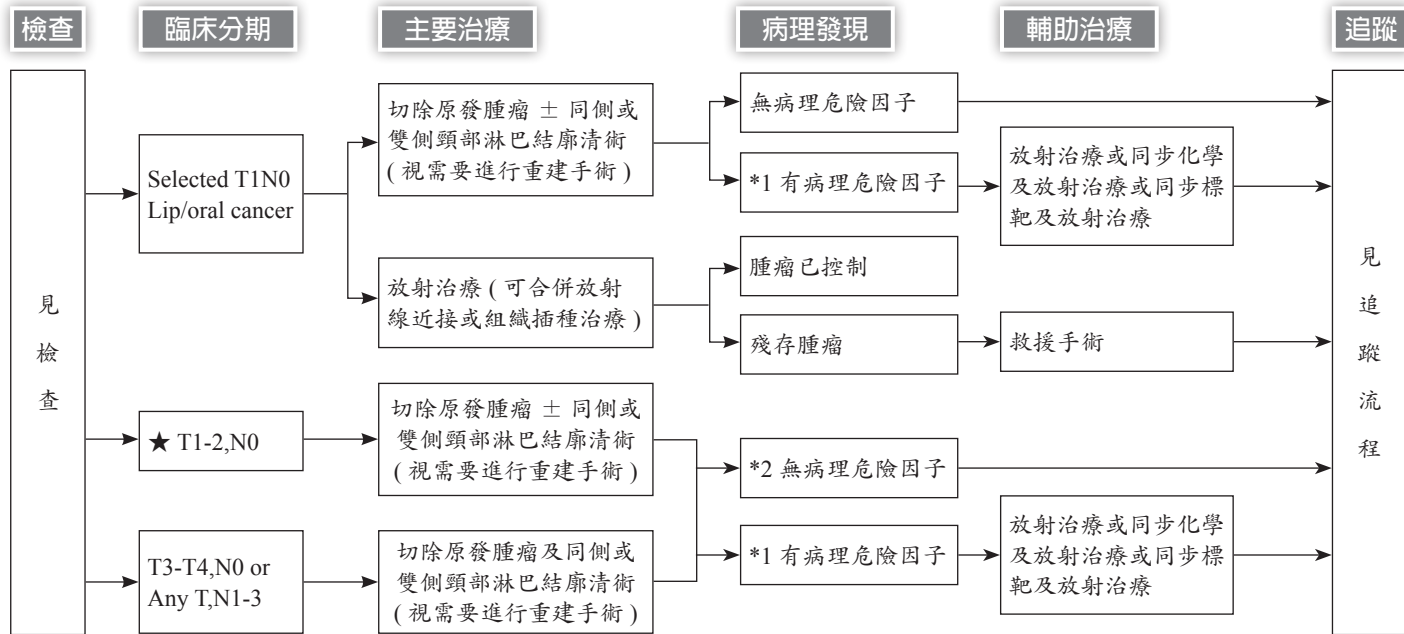 檢查
臨床分期
主要治療
病理發現
輔助治療
追蹤
見
檢
查
Selected T1N0
Lip/oral cancer
切除原發腫瘤 ± 同側或
雙側頸部淋巴結廓清術
( 視需要進行重建手術 )
無病理危險因子
*1 有病理危險因子
放射治療或同步化學
及放射治療或同步標
靶及放射治療
放射治療 ( 可合併放射
線近接或組織插種治療 )
腫瘤已控制
殘存腫瘤
救援手術
★ T1-2,N0
切除原發腫瘤 ± 同側或
雙側頸部淋巴結廓清術
( 視需要進行重建手術 )
*2 無病理危險因子
T3-T4,N0 or
Any T,N1-3
切除原發腫瘤及同側或
雙側頸部淋巴結廓清術
( 視需要進行重建手術 )
*1 有病理危險因子
放射治療或同步化學
及放射治療或同步標
靶及放射治療
見
追
蹤
流
程